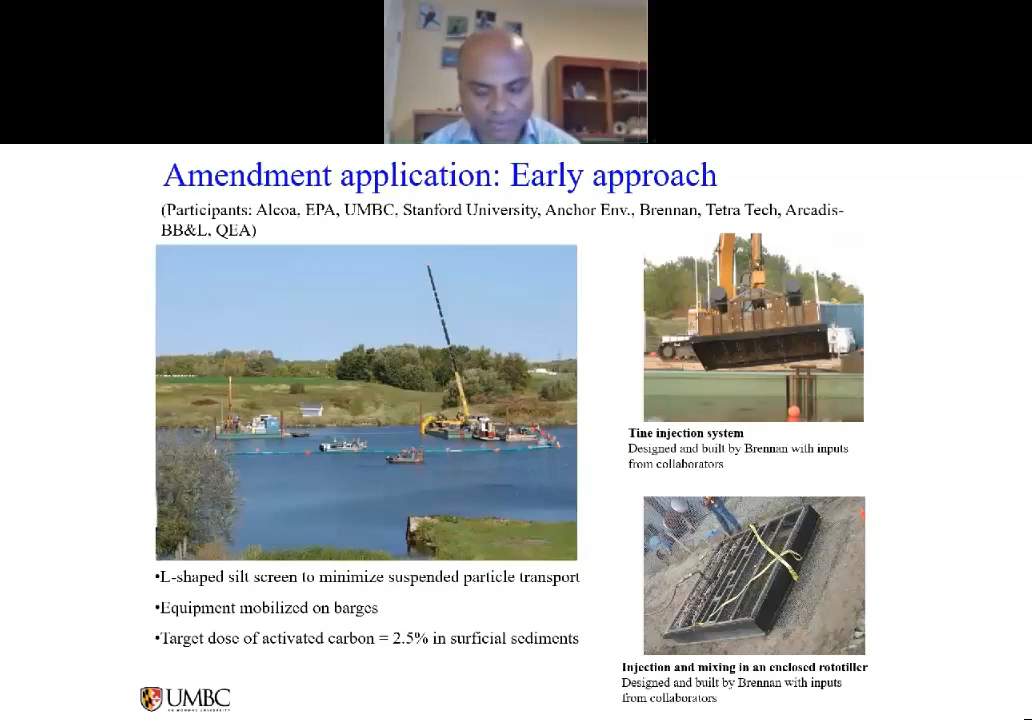 Amendment application: Early approach
(Participants: Alcoa, EPA, UMBC, Stanford University, Anchor Env., Brennan, Tetra Tech, Arcadis-
BB&L, QEA)
Tine injection system
Designed and built by Brennan with inputs
from collaborators
•L-shaped silt screen to minimize suspended particle transport
•Equipment mobilized on barges
•Target dose of activated carbon = 2.5% in surficial sediments
Injection and mixing in an enclosed rototiller
Designed and built by Brennan with inputs
from collaborators
UMBC